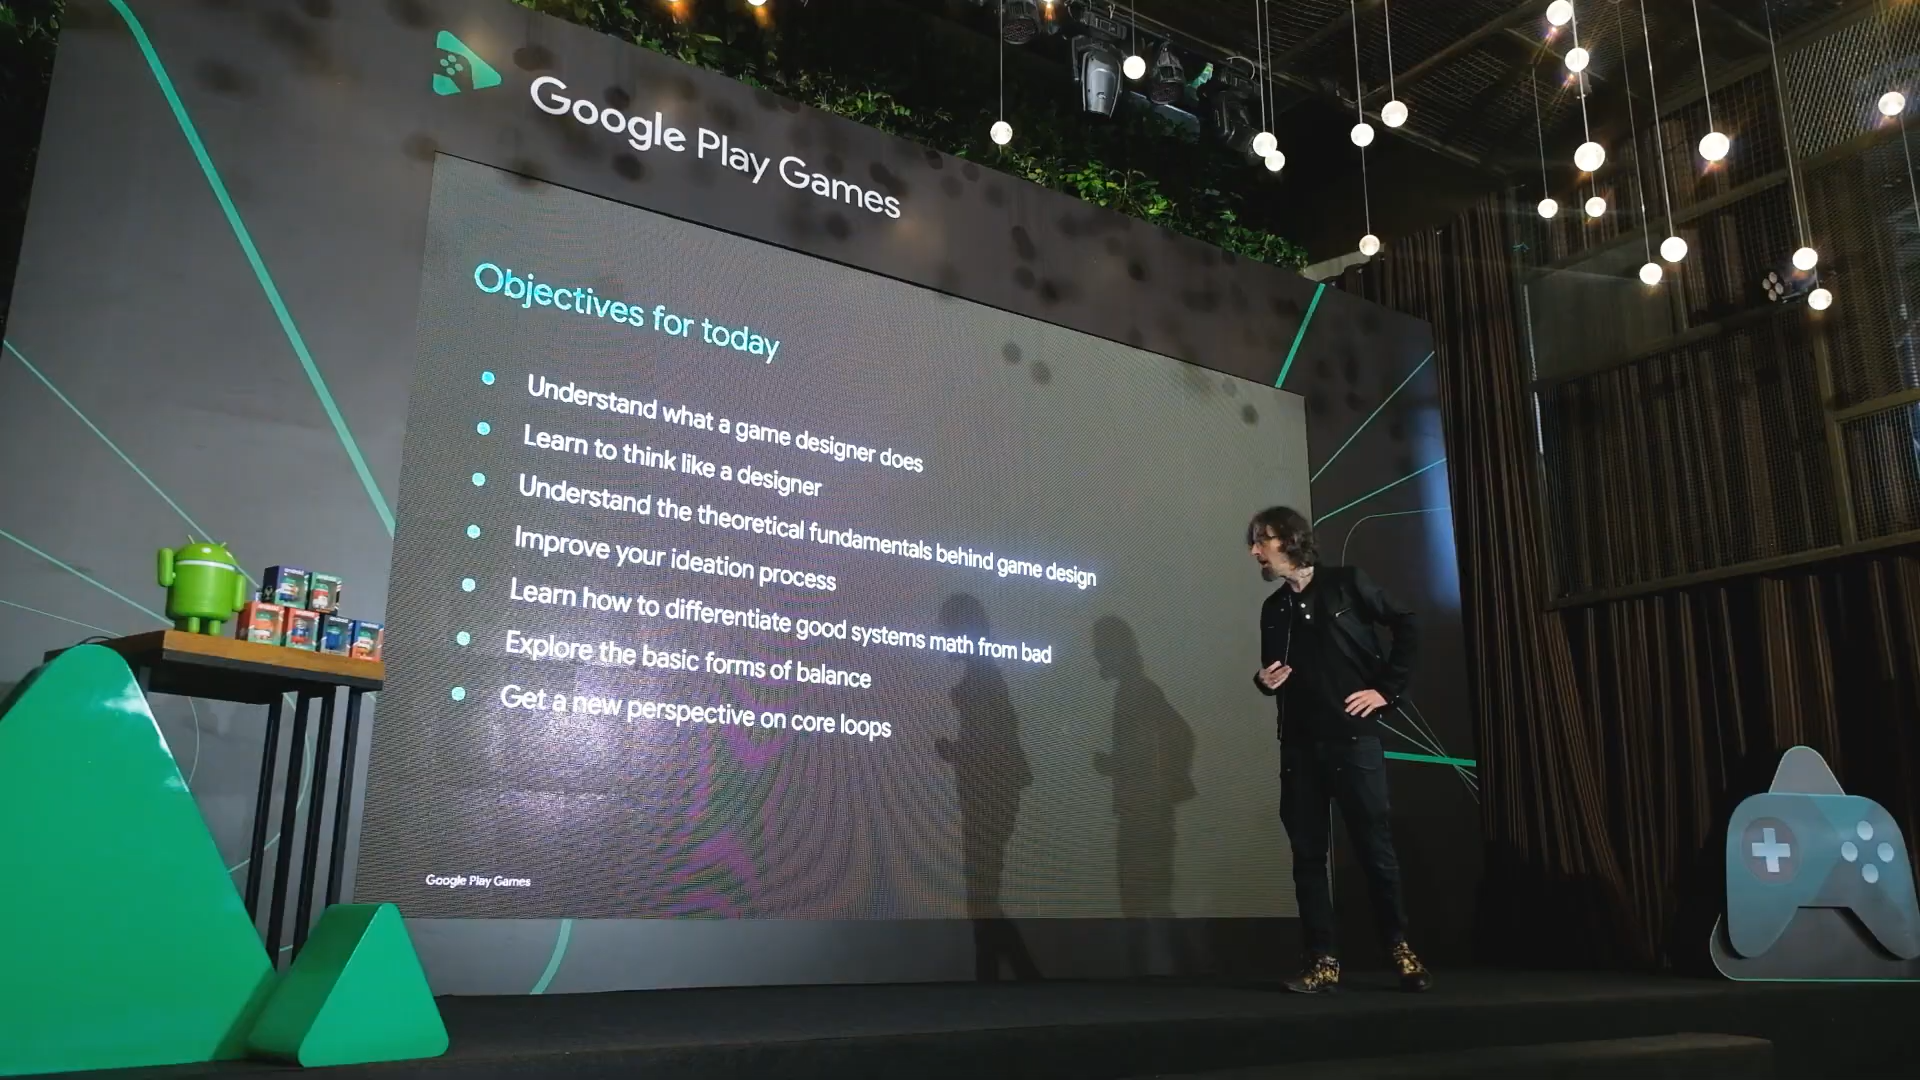 Google Play Games
Objectives for today
Understand what a game designer does
Learn to think like a designer
Understand the theoretical fundamentals behind game design
Improve your ideation process
Learn how to differentiate good systems math from bad
Explore the basic forms of balance
Get a new perspective on core loops
Google Play Games